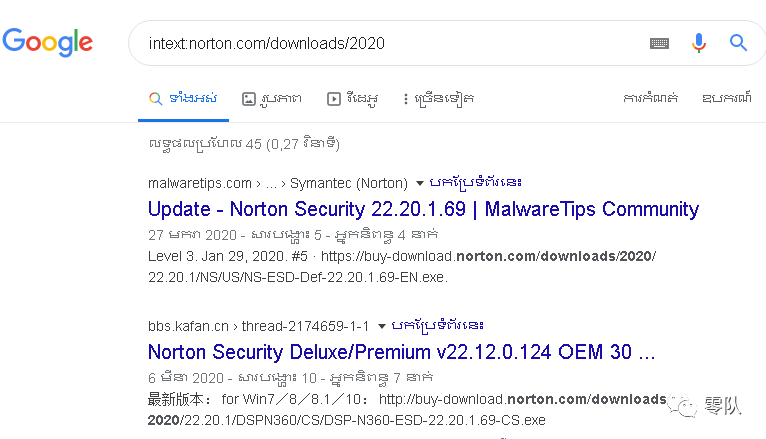 Google
intext:norton.com/downloads/2020
ទាំងអស់ រូបភាព វីដេអូ ច្រើនទៀត ការកំណត់ ឧបករណ៍
លទ្ធផលប្រហែល 45 (0,27 វិនាទី)
malwaretips.com › ... › Symantec (Norton) បកប្រែទំព័រនេះ
Update - Norton Security 22.20.1.69 | MalwareTips Community
27 មករា 2020 - សារបង្ហោះ 5 - អ្នកនិពន្ធ 4 នាក់
Level 3. Jan 29, 2020. #5 · https://buy-download.norton.com/downloads/2020/
22.20.1/NS/US/NS-ESD-Def-22.20.1.69-EN.exe.
bbs.kafan.cn › thread-2174659-1-1 បកប្រែទំព័រនេះ
Norton Security Deluxe/Premium v22.12.0.124 OEM 30 ...
6 មីនា 2020 - សារបង្ហោះ 10 - អ្នកនិពន្ធ 7 នាក់
最新版本： for Win7／8／8.1／10： http://buy-download.norton.com/downloads
2020/22.20.1/DSPN360/CS/DSP-N360-ESD-22.20.1.69-CS.exe
零队